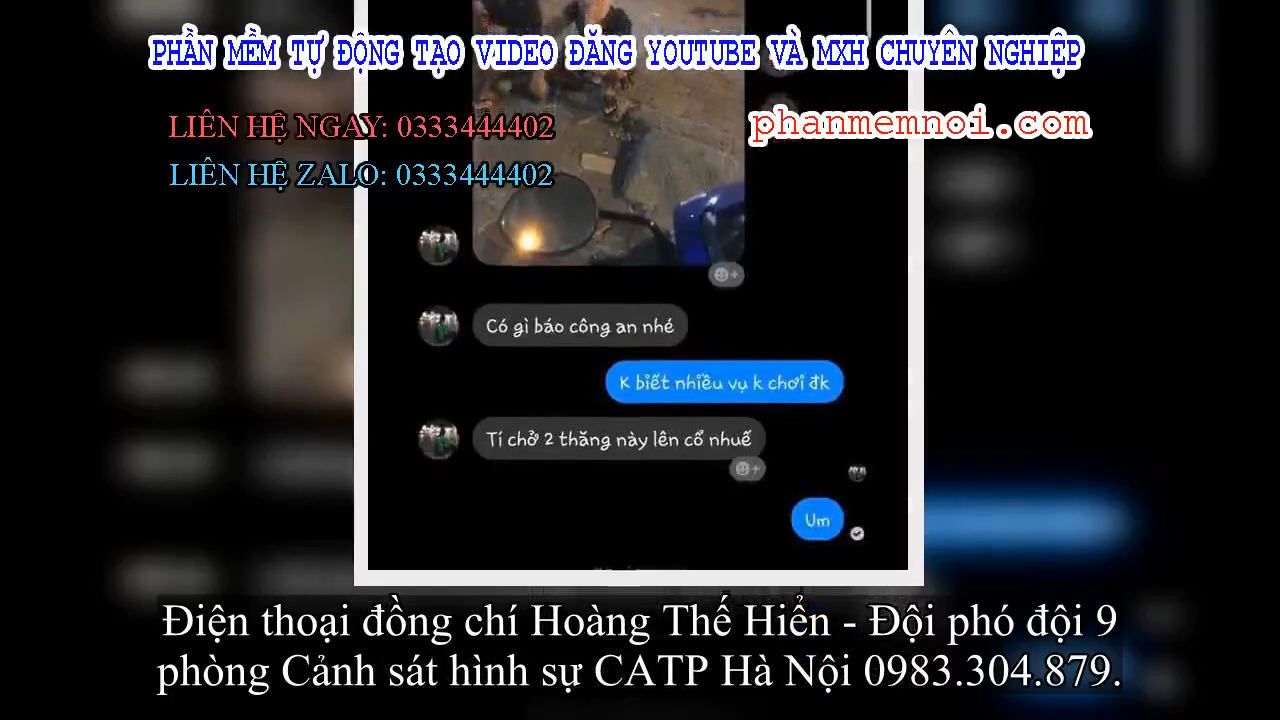 PHẦN MỀM TỰ ĐỘNG TẠO VIDEO ĐĂNG YOUTUBE VÀ MXH CHUYÊN NGHIỆP
LIÊN HỆ NGAY: 0333444402
phanmemnoi.com
LIÊN HỆ ZALO: 0333444402
Có gì báo công an nhé
K biết nhiều vụ k chơi đk
Tí chở 2 thăng này lên cổ nhuế
Um
Điện thoại đồng chí Hoàng Thế Hiển - Đội phó đội 9
phòng Cảnh sát hình sự CATP Hà Nội 0983.304.879.